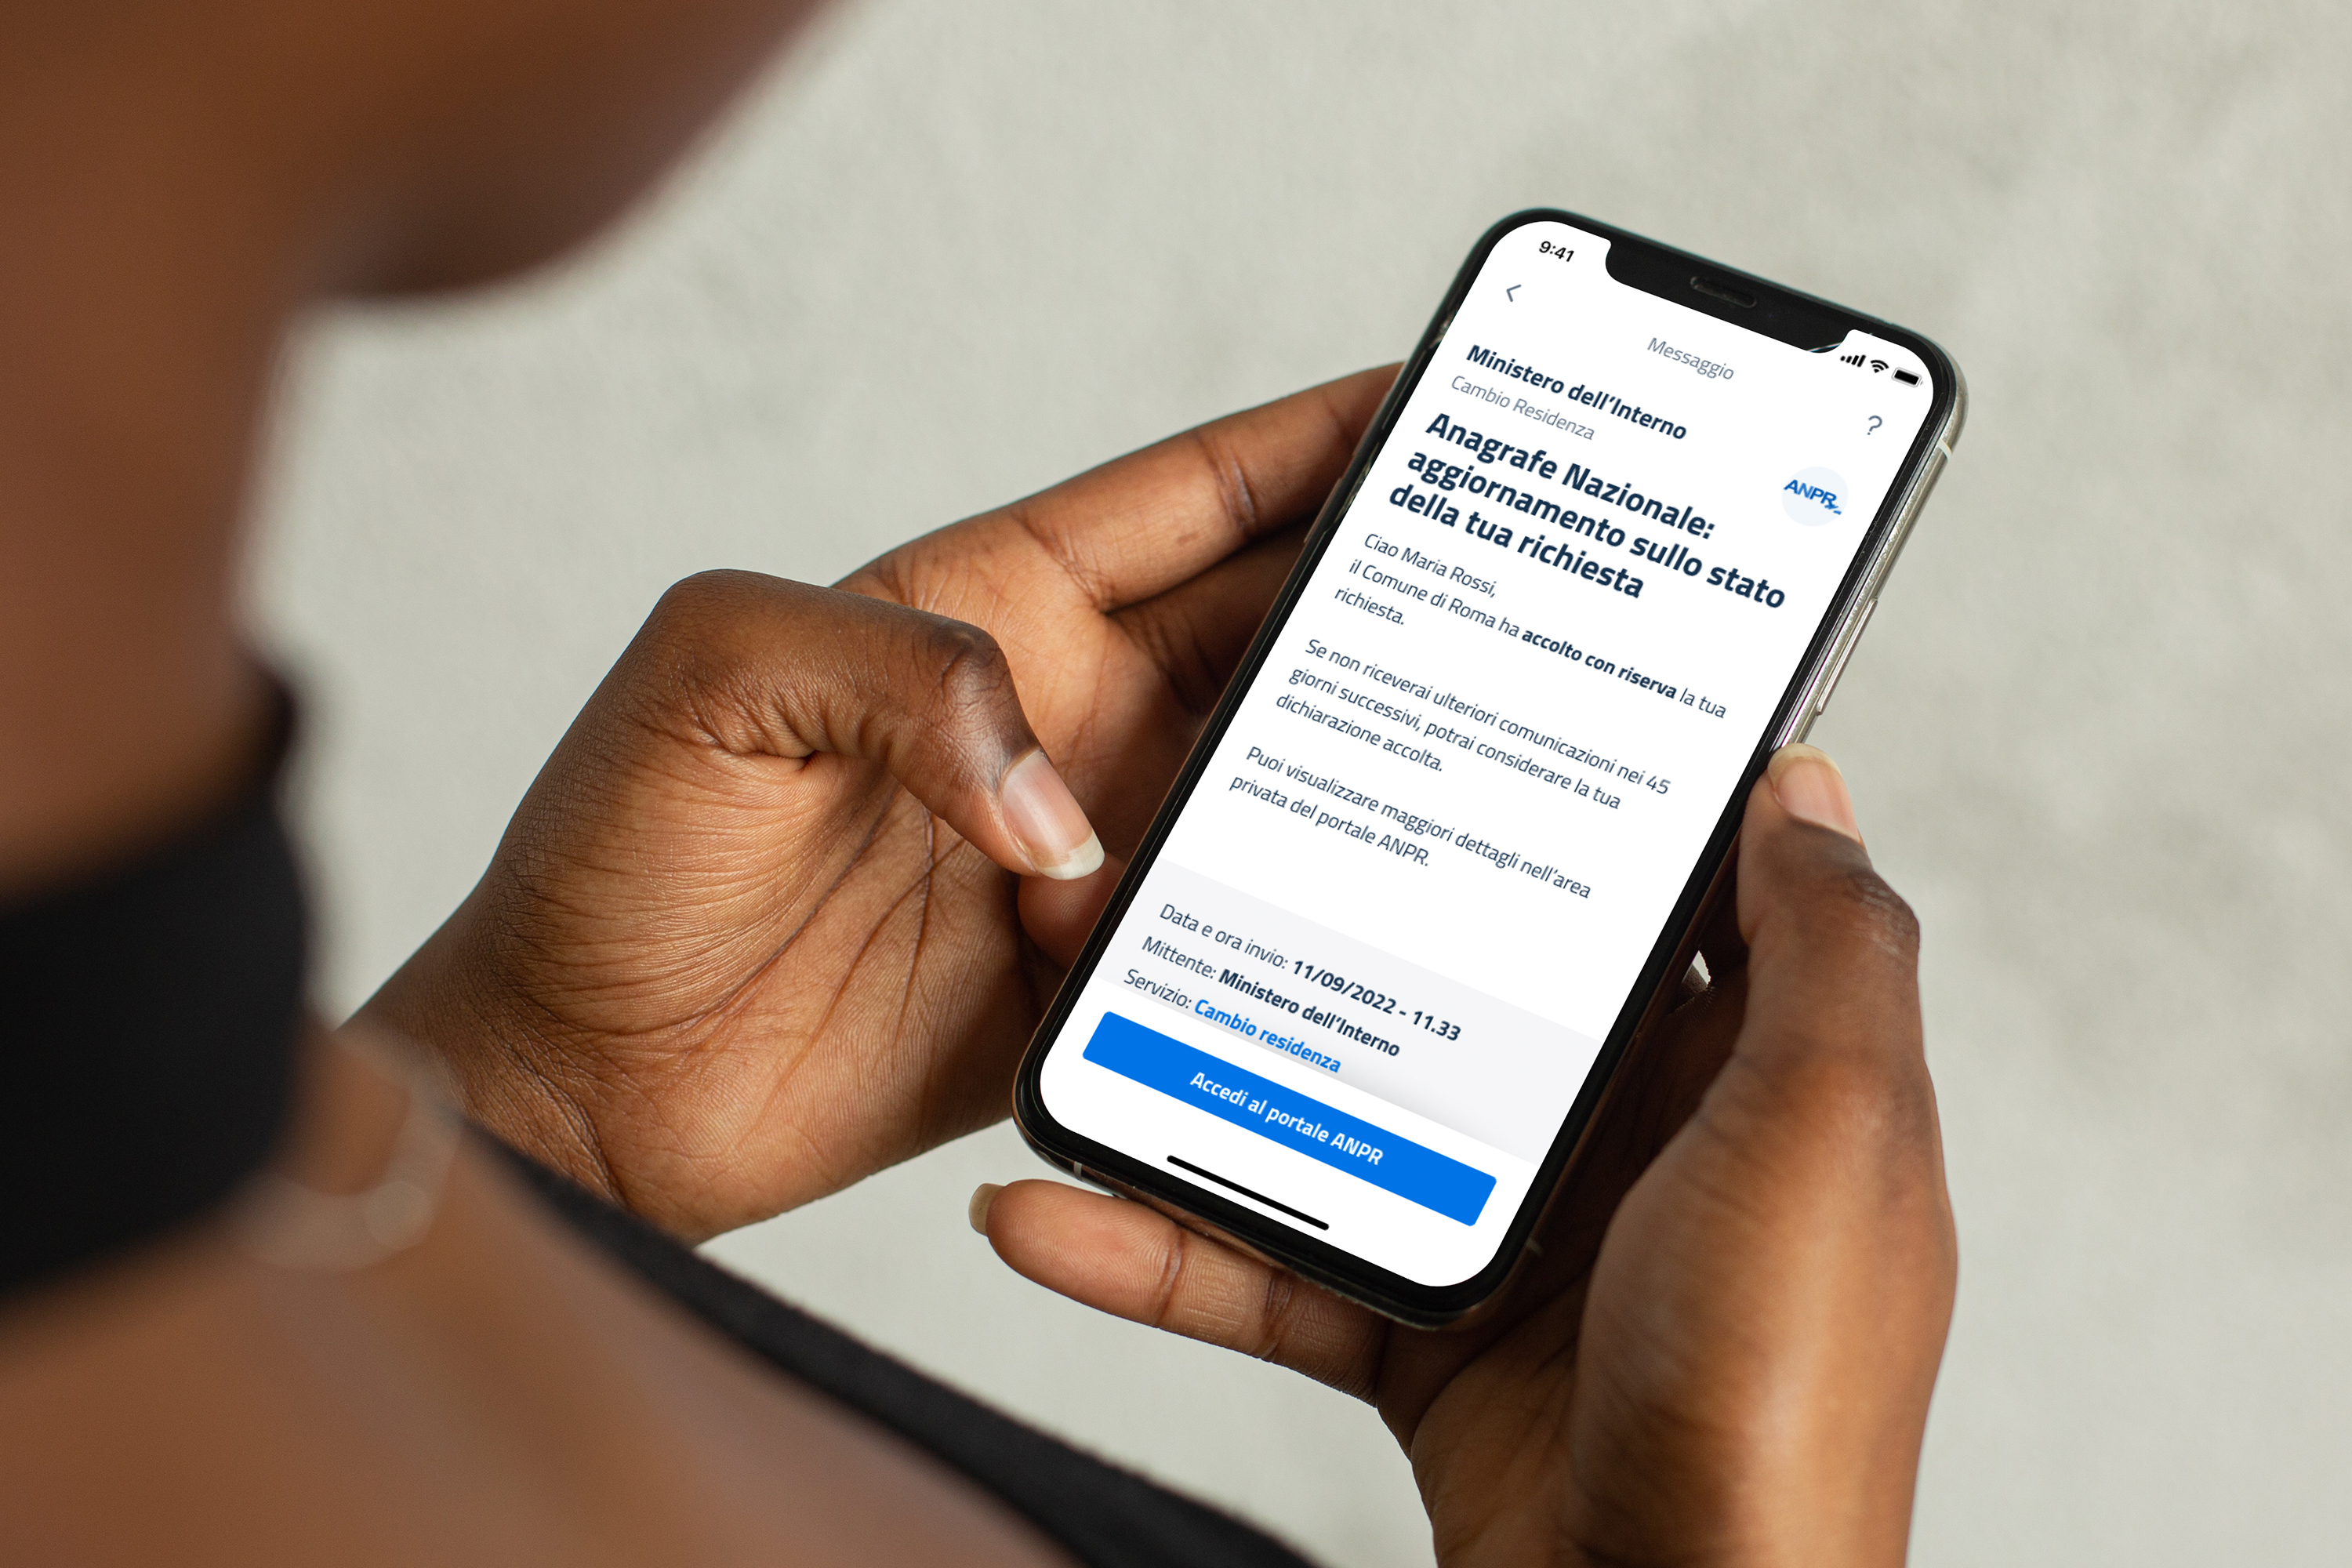 9:41
Messaggio
?
Ministero dell'Interno
Cambio Residenza
ANPR
Anagrafe Nazionale:
aggiornamento sullo stato
della tua richiesta
Ciao Maria Rossi,
il Comune di Roma ha accolto con riserva la tua
richiesta.
Se non riceverai ulteriori comunicazioni nei 45
giorni successivi, potrai considerare la tua
dichiarazione accolta.
Puoi visualizzare maggiori dettagli nell'area
privata del portale ANPR.
Data e ora invio: 11/09/2022 - 11.33
Mittente: Ministero dell'Interno
Servizio: Cambio residenza
Accedi al portale ANPR